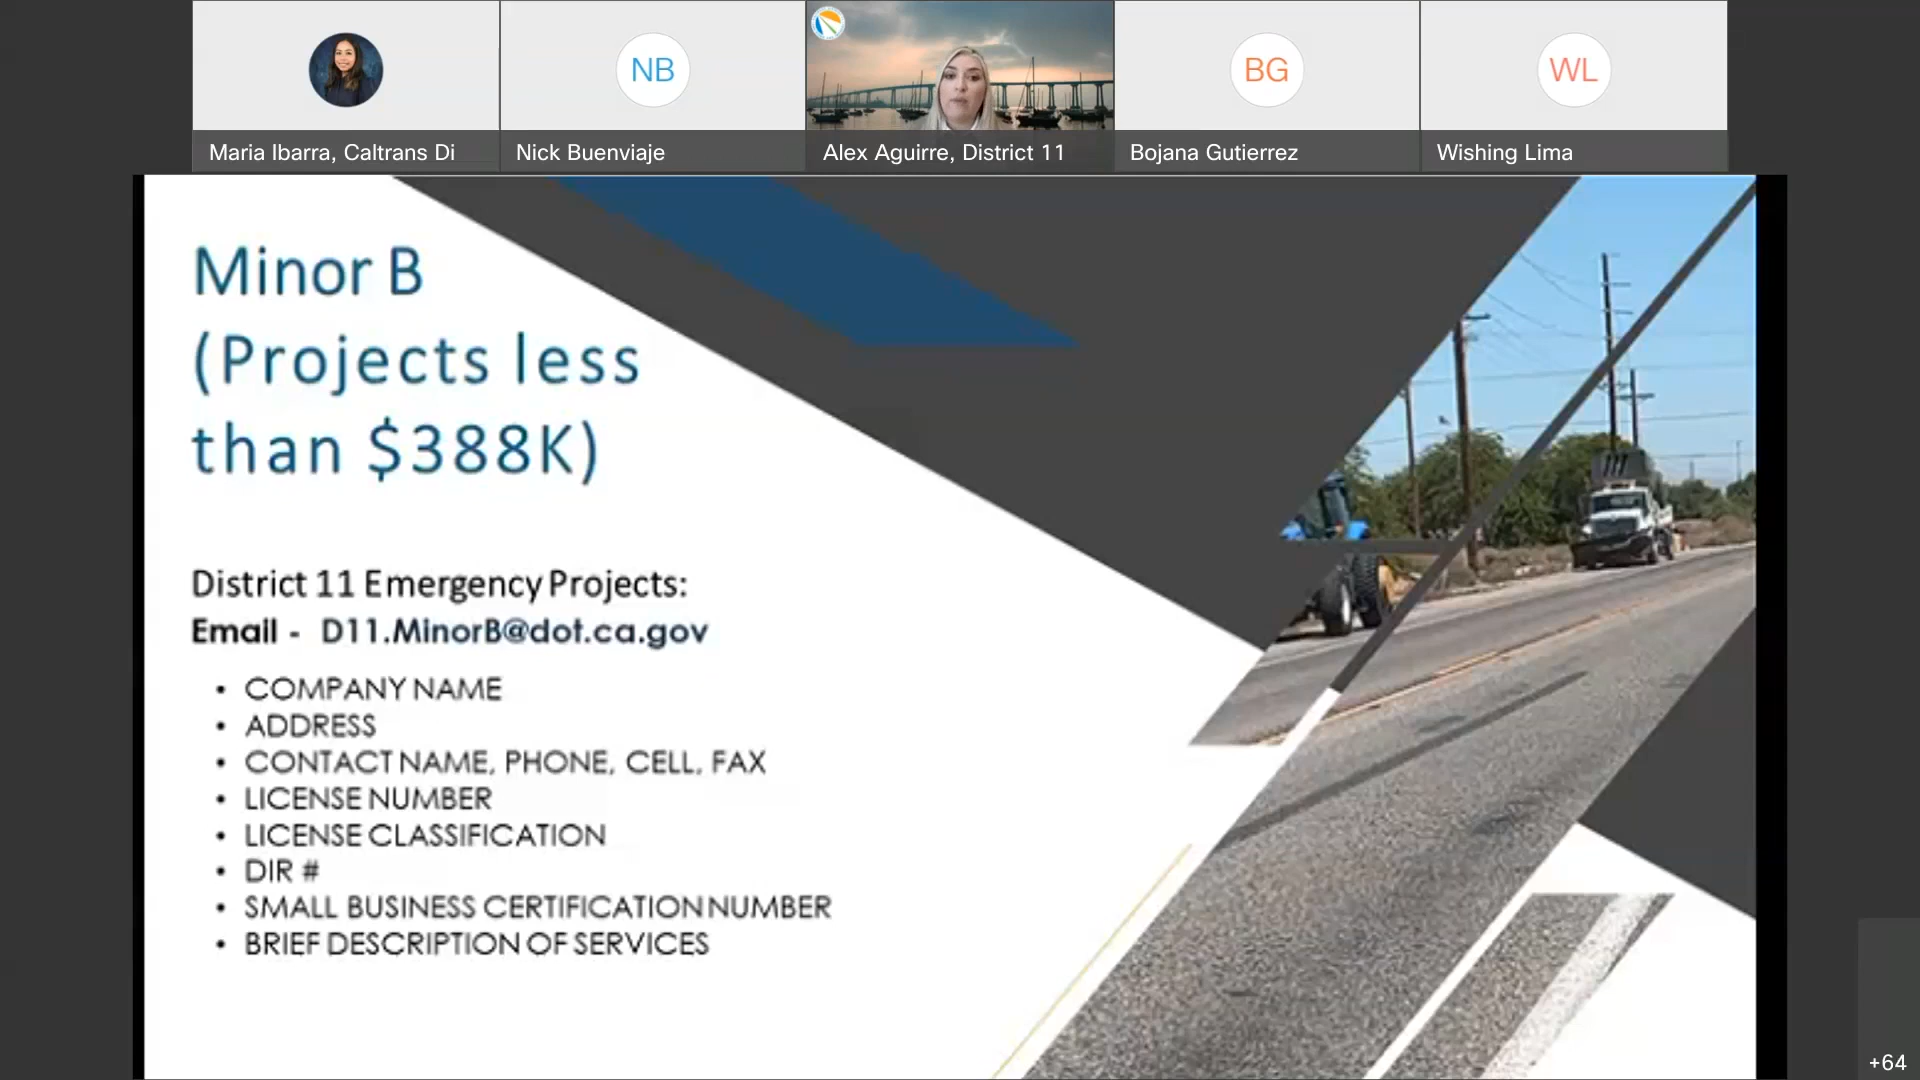 NB
BG
WL
Maria Ibarra, Caltrans Di
Nick Buenviaje
Alex Aguirre, District 11
Bojana Gutierrez
Wishing Lima
Minor B
(Projects less
than $388K)
District 11 Emergency Projects:
Email - D11.MinorB@dot.ca.gov
• COMPANY NAME
• ADDRESS
• CONTACT NAME, PHONE, CELL, FAX
• LICENSE NUMBER
• LICENSE CLASSIFICATION
• DIR #
• SMALL BUSINESS CERTIFICATION NUMBER
• BRIEF DESCRIPTION OF SERVICES
+64